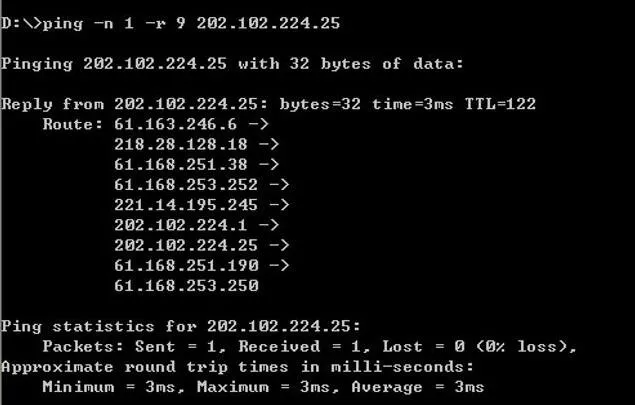 D:\>ping -n 1 -r 9 202.102.224.25
Pinging 202.102.224.25 with 32 bytes of data:
Reply from 202.102.224.25: bytes=32 time=3ms TTL=122
Route: 61.163.246.6 ->
218.28.128.18 ->
61.168.251.38 ->
61.168.253.252 ->
221.14.195.245 ->
202.102.224.1 ->
202.102.224.25 ->
61.168.251.190 ->
61.168.253.250
Ping statistics for 202.102.224.25:
Packets: Sent = 1, Received = 1, Lost = 0 (0% loss),
Approximate round trip times in milli-seconds:
Minimum = 3ms, Maximum = 3ms, Average = 3ms